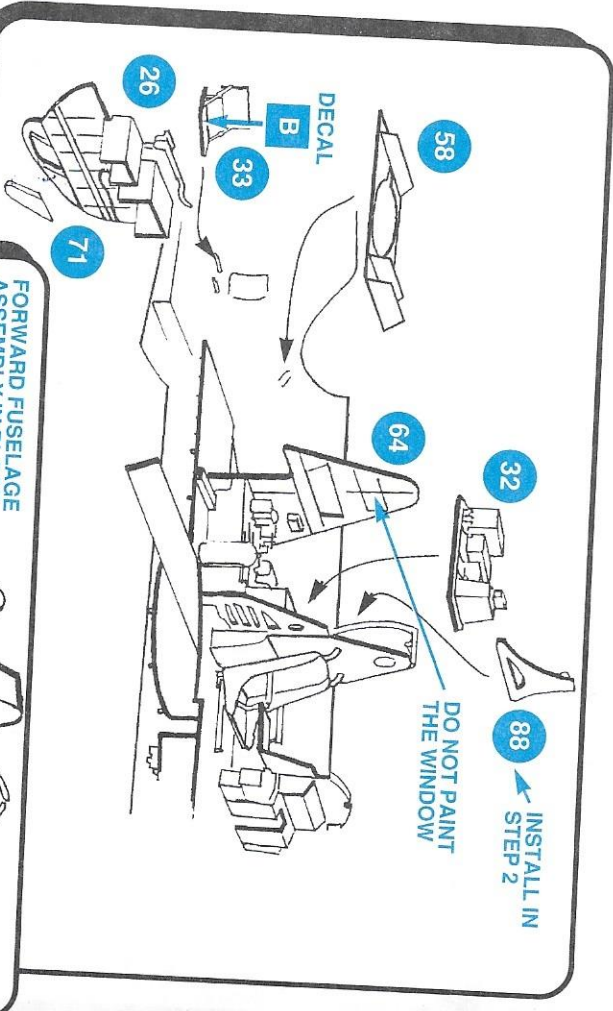 58
DECAL
B
33
26
71
32
64
88
INSTALL IN
STEP 2
DO NOT PAINT
THE WINDOW
FORWARD FUSELAGE